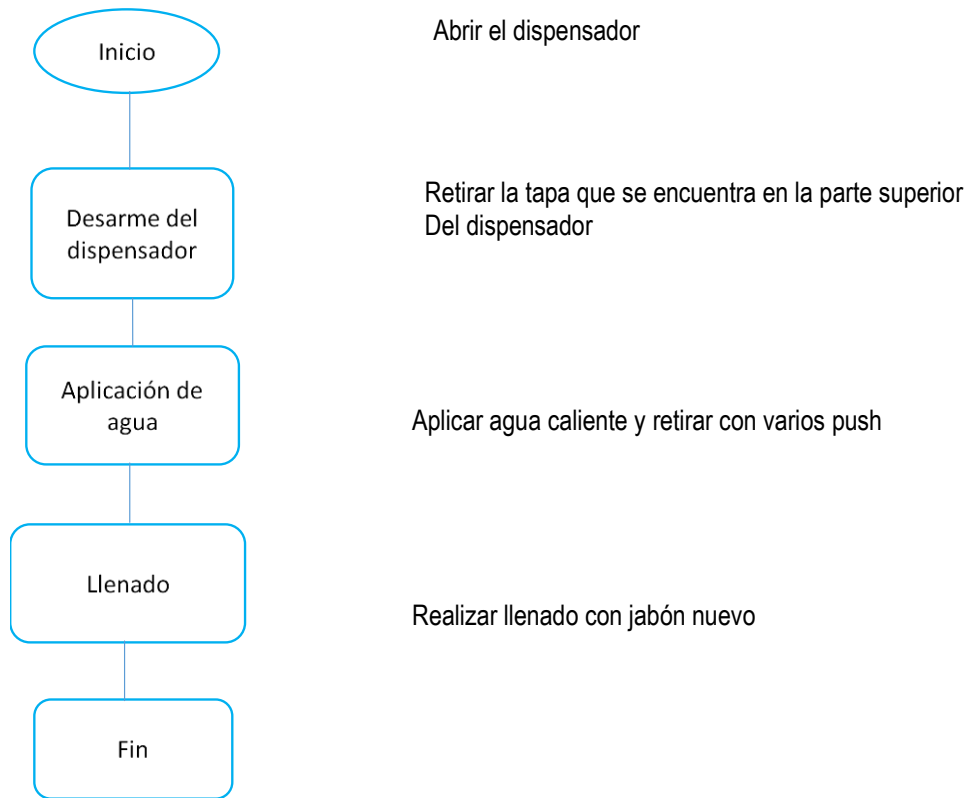 Inicio
Abrir el dispensador
Desarme del
dispensador
Retirar la tapa que se encuentra en la parte superior
Del dispensador
Aplicación de
agua
Aplicar agua caliente y retirar con varios push
Llenado
Realizar llenado con jabón nuevo
Fin